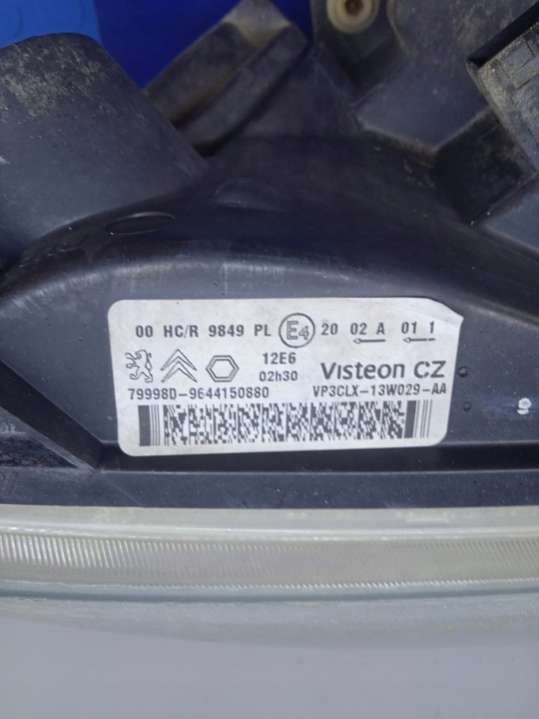 00 HC/R 9849 PL E4 20 02 A 01 1
12E6
02h30
Visteon CZ
79998D-9644150880 VP3CLX-13W029-AA